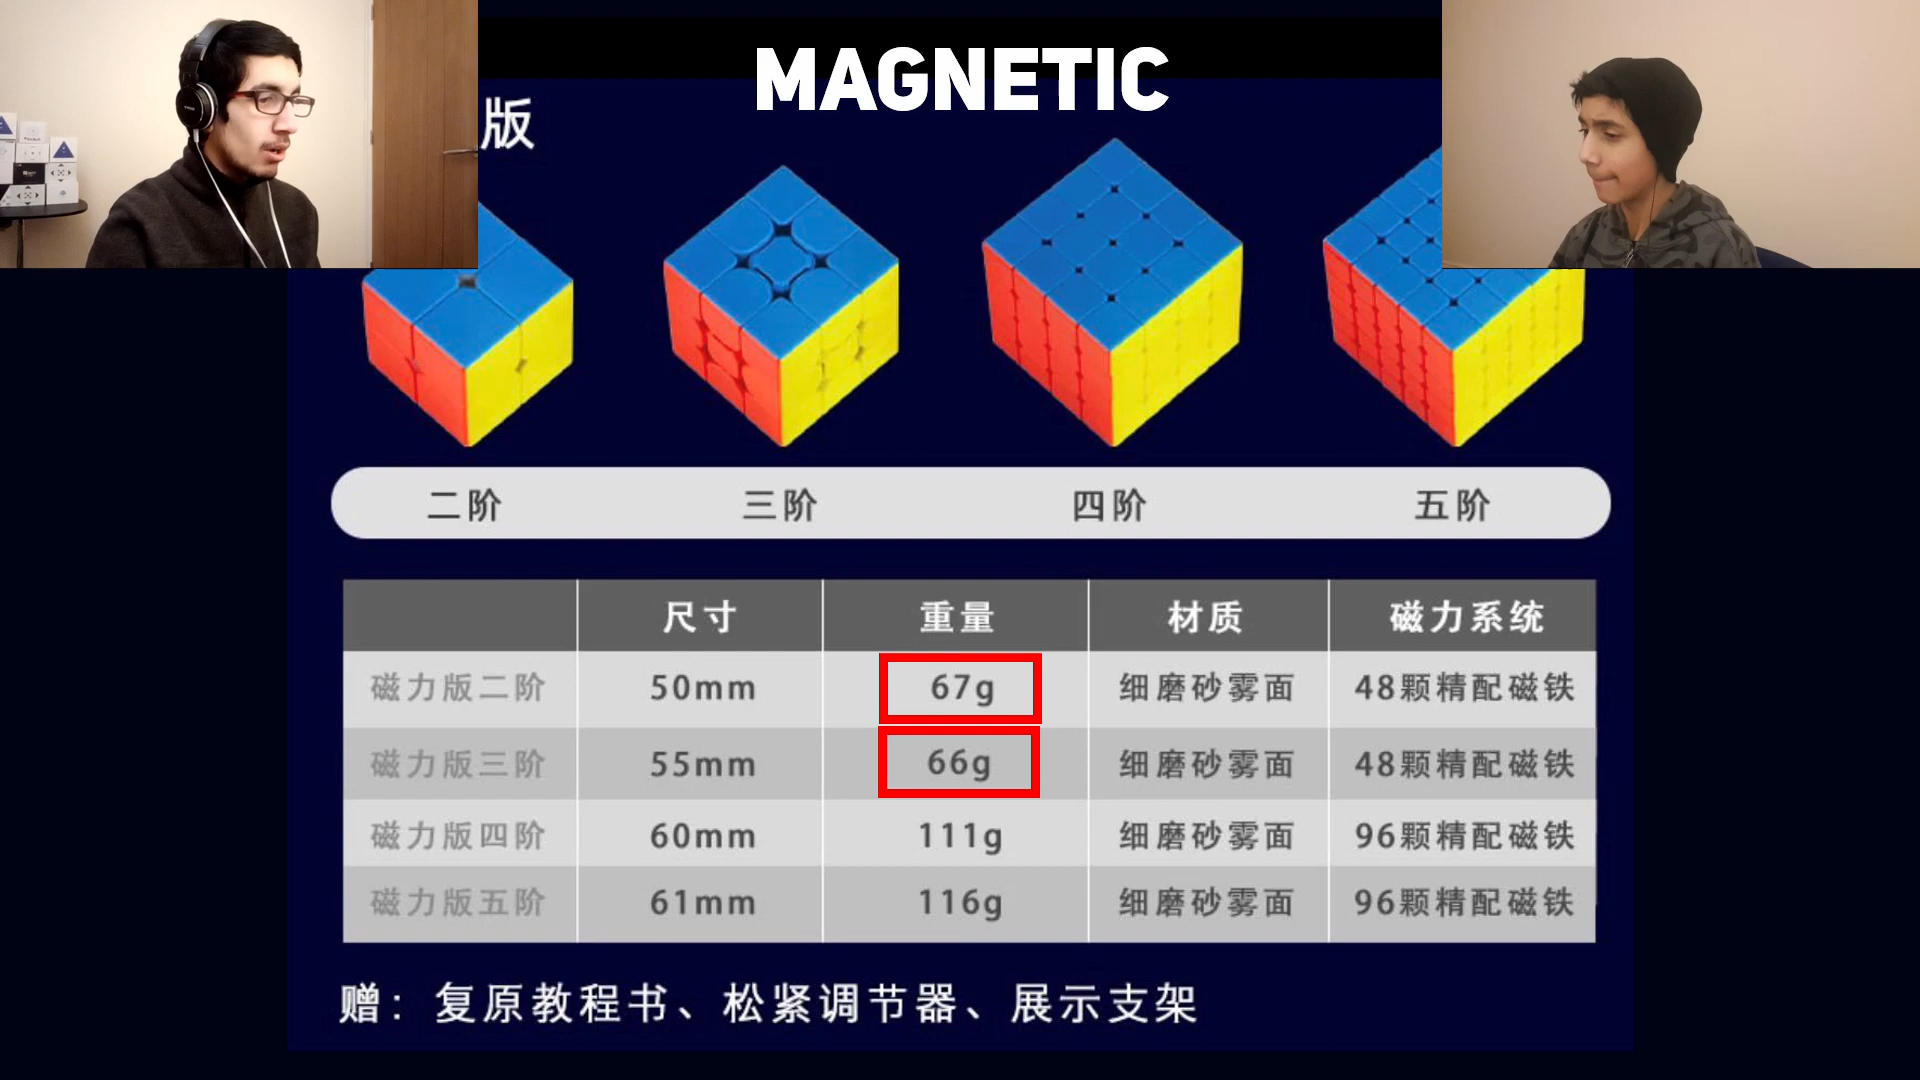 MAGNETIC
版
二阶 三阶 四阶 五阶
尺寸 重量 材质 磁力系统
磁力版二阶 50mm 67g 细磨砂雾面 48颗精配磁铁
磁力版三阶 55mm 66g 细磨砂雾面 48颗精配磁铁
磁力版四阶 60mm 111g 细磨砂雾面 96颗精配磁铁
磁力版五阶 61mm 116g 细磨砂雾面 96颗精配磁铁
赠：复原教程书、松紧调节器、展示支架